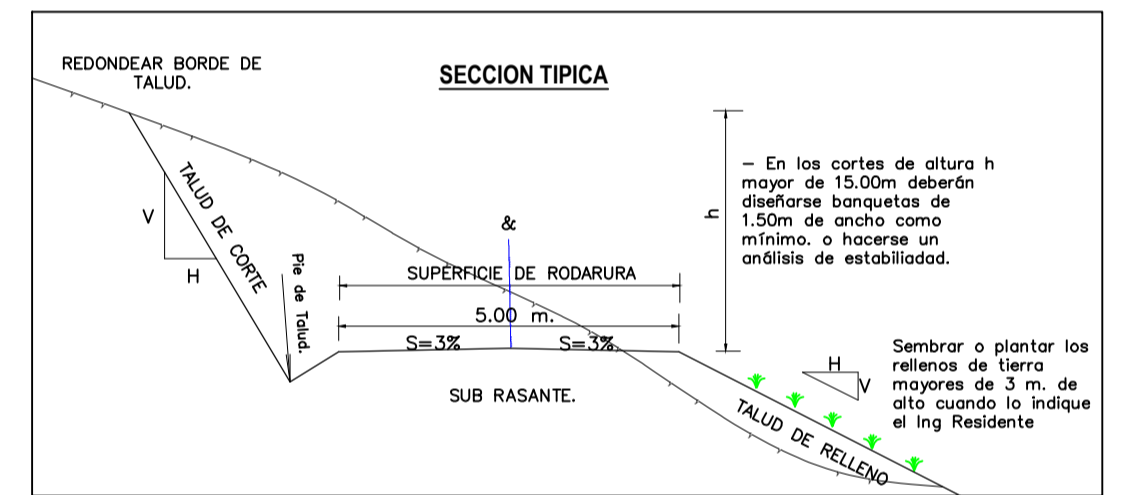 REDONDEAR BORDE DE
TALUD.
SECCION TIPICA
TALUD DE CORTE
V
H
Pie de Talud.
&
SUPERFICIE DE RODARURA
5.00 m.
S=3%
S=3%
SUB RASANTE.
h
– En los cortes de altura h
mayor de 15.00m deberán
diseñarse banquetas de
1.50m de ancho como
mínimo. o hacerse un
análisis de estabiliadad.
H
V
Sembrar o plantar los
rellenos de tierra
mayores de 3 m. de
alto cuando lo indique
el Ing Residente
TALUD DE RELLENO